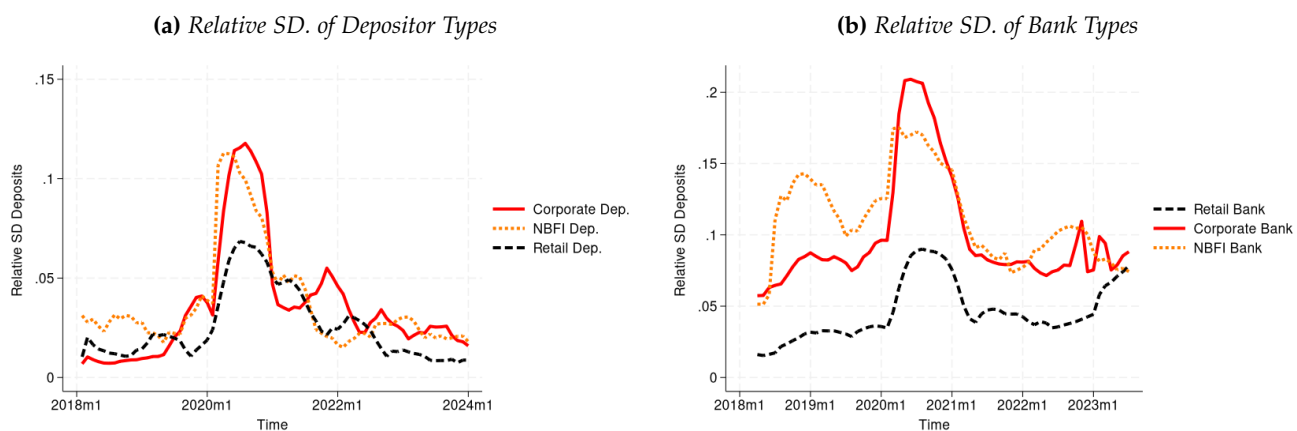 (a) Relative SD. of Depositor Types
.15
.1
.05
0
Relative SD Deposits
2018m1 2020m1 2022m1 2024m1
Time
Corporate Dep.
NBFI Dep.
Retail Dep.
(b) Relative SD. of Bank Types
.2
.15
.1
.05
0
Relative SD Deposits
2018m1 2019m1 2020m1 2021m1 2022m1 2023m1
Time
Retail Bank
Corporate Bank
NBFI Bank